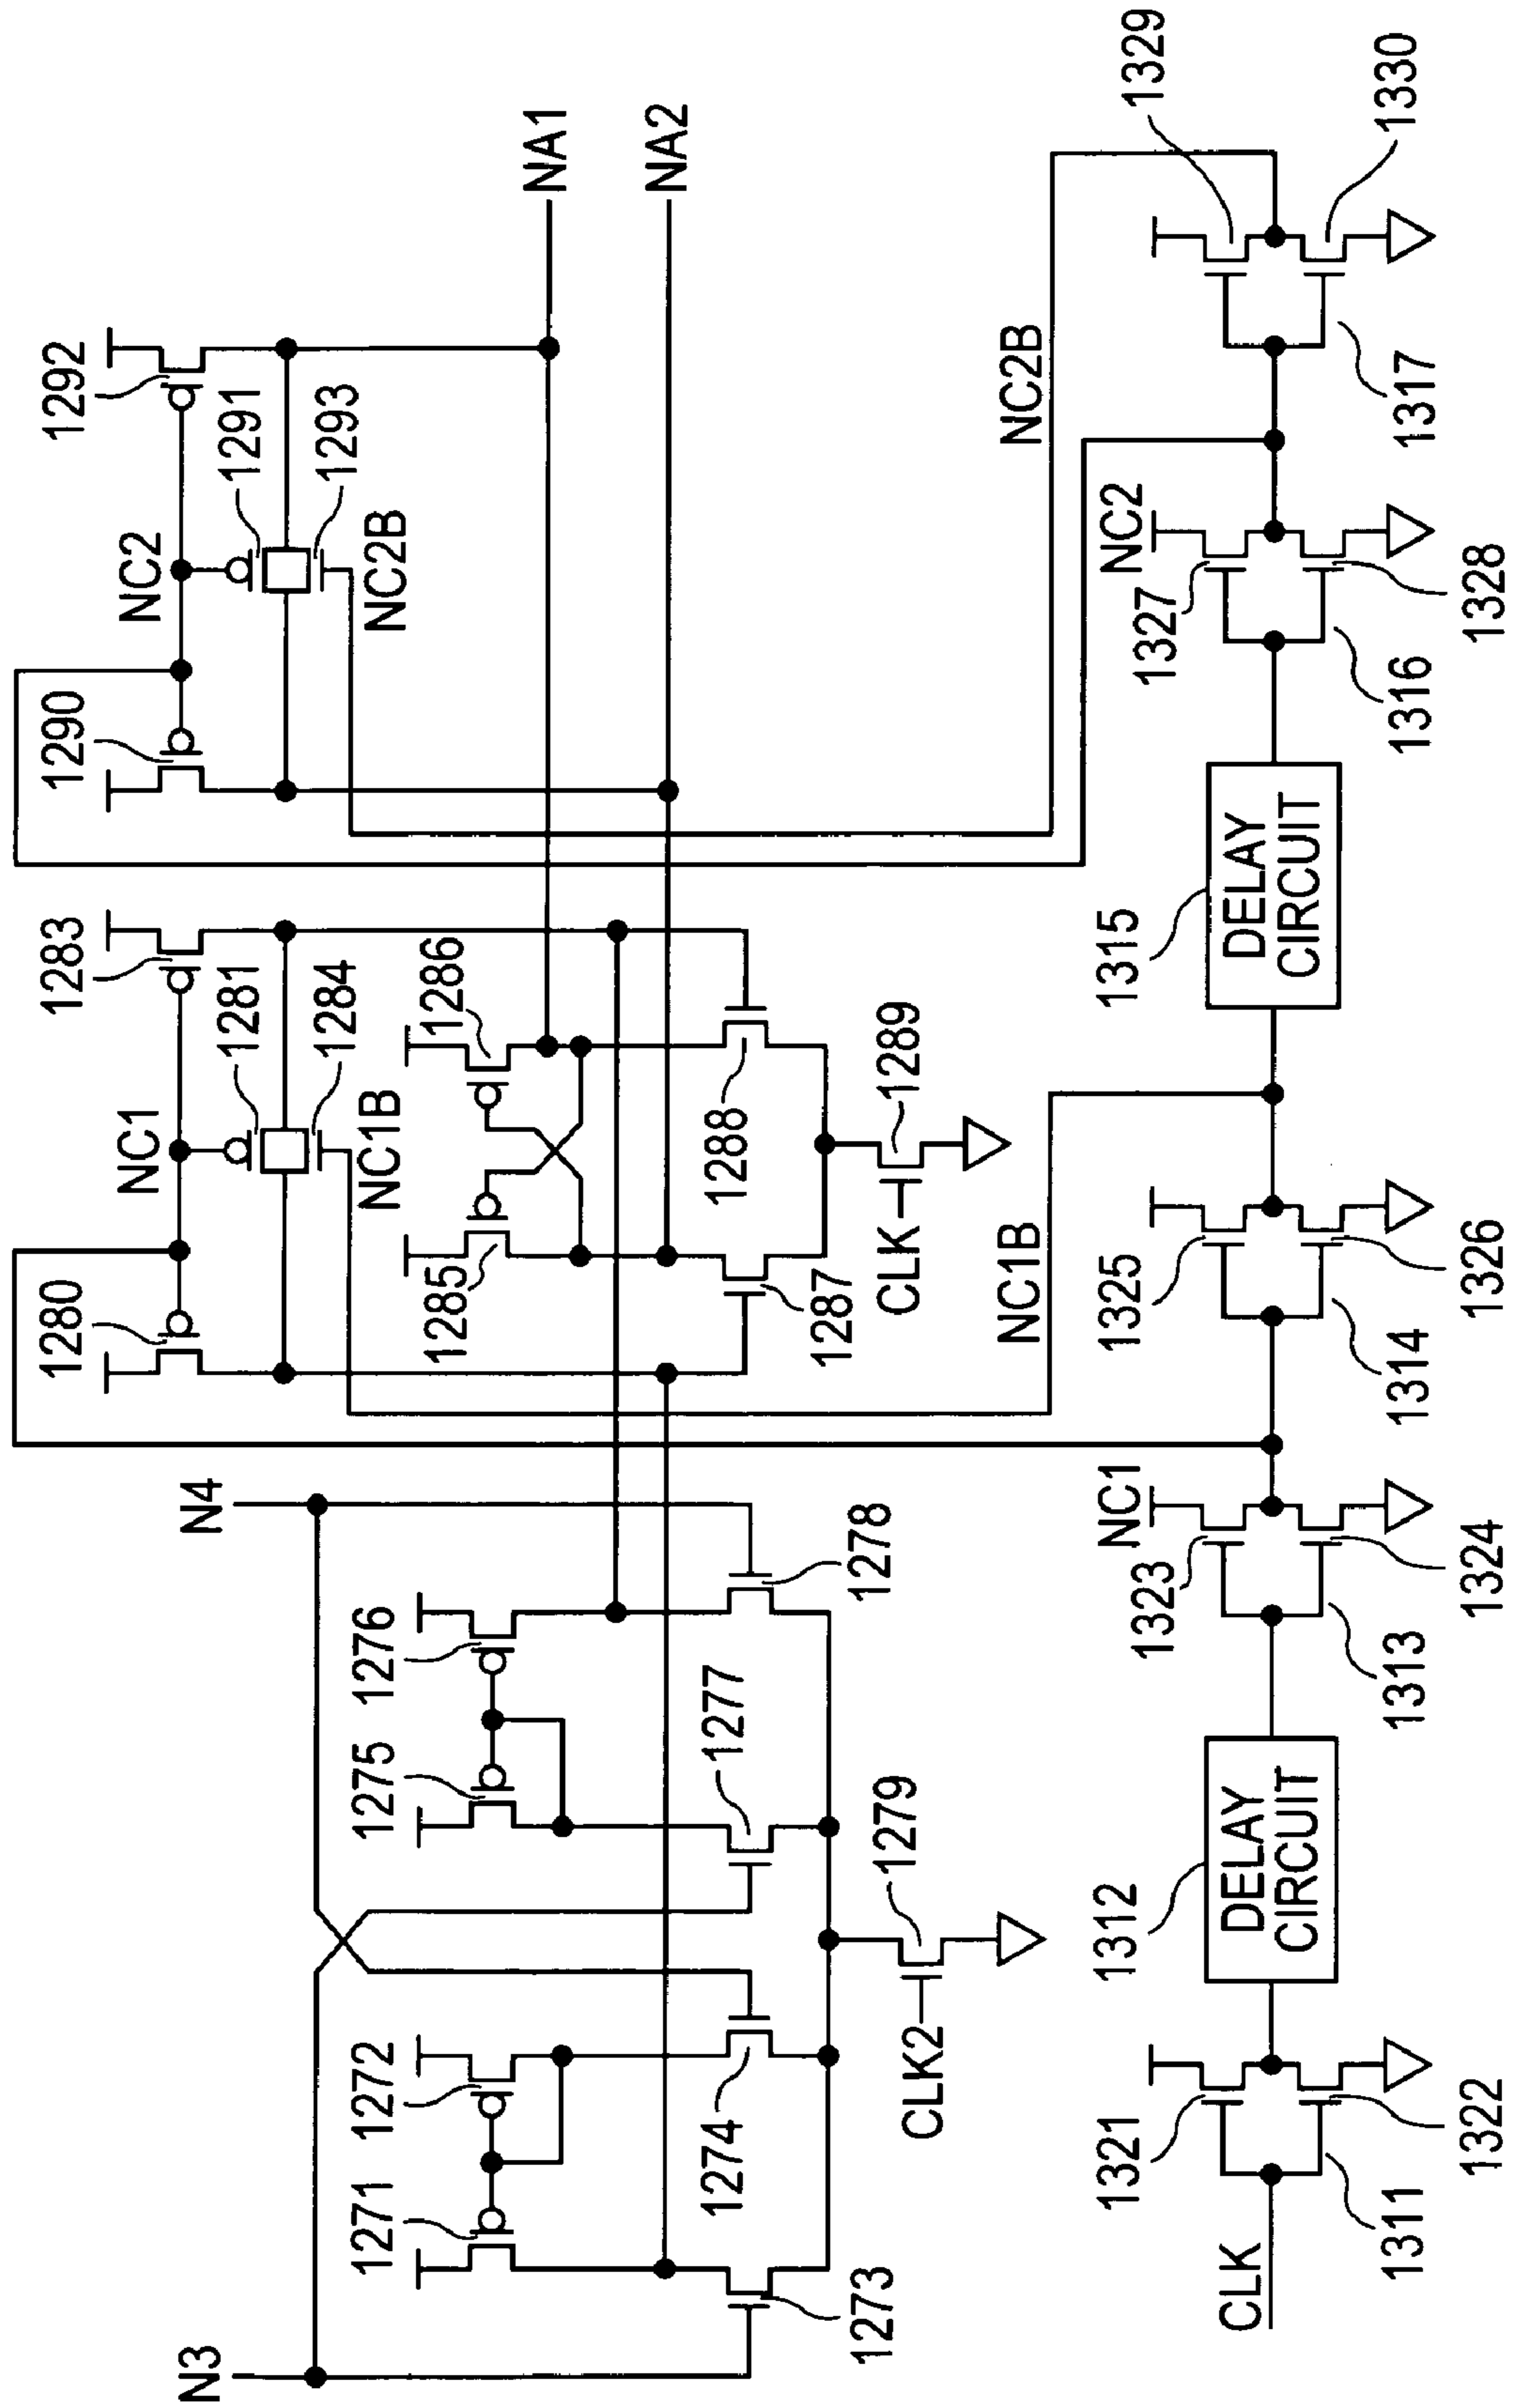 N3
N4
1271
1272
1275
1276
1273
1274
1277
1278
CLK2
1279
NC1
1280
1283
1281
1284
NC1B
1285
1286
1287
1288
CLK
1289
NC2
1290
1292
1291
1293
NC2B
NA1
NA2
CLK
1321
1322
1311
1312
DELAY
CIRCUIT
NC1
1323
1324
1313
NC1B
1325
1326
1314
1315
DELAY
CIRCUIT
NC2
1327
1328
1316
NC2B
1329
1330
1317